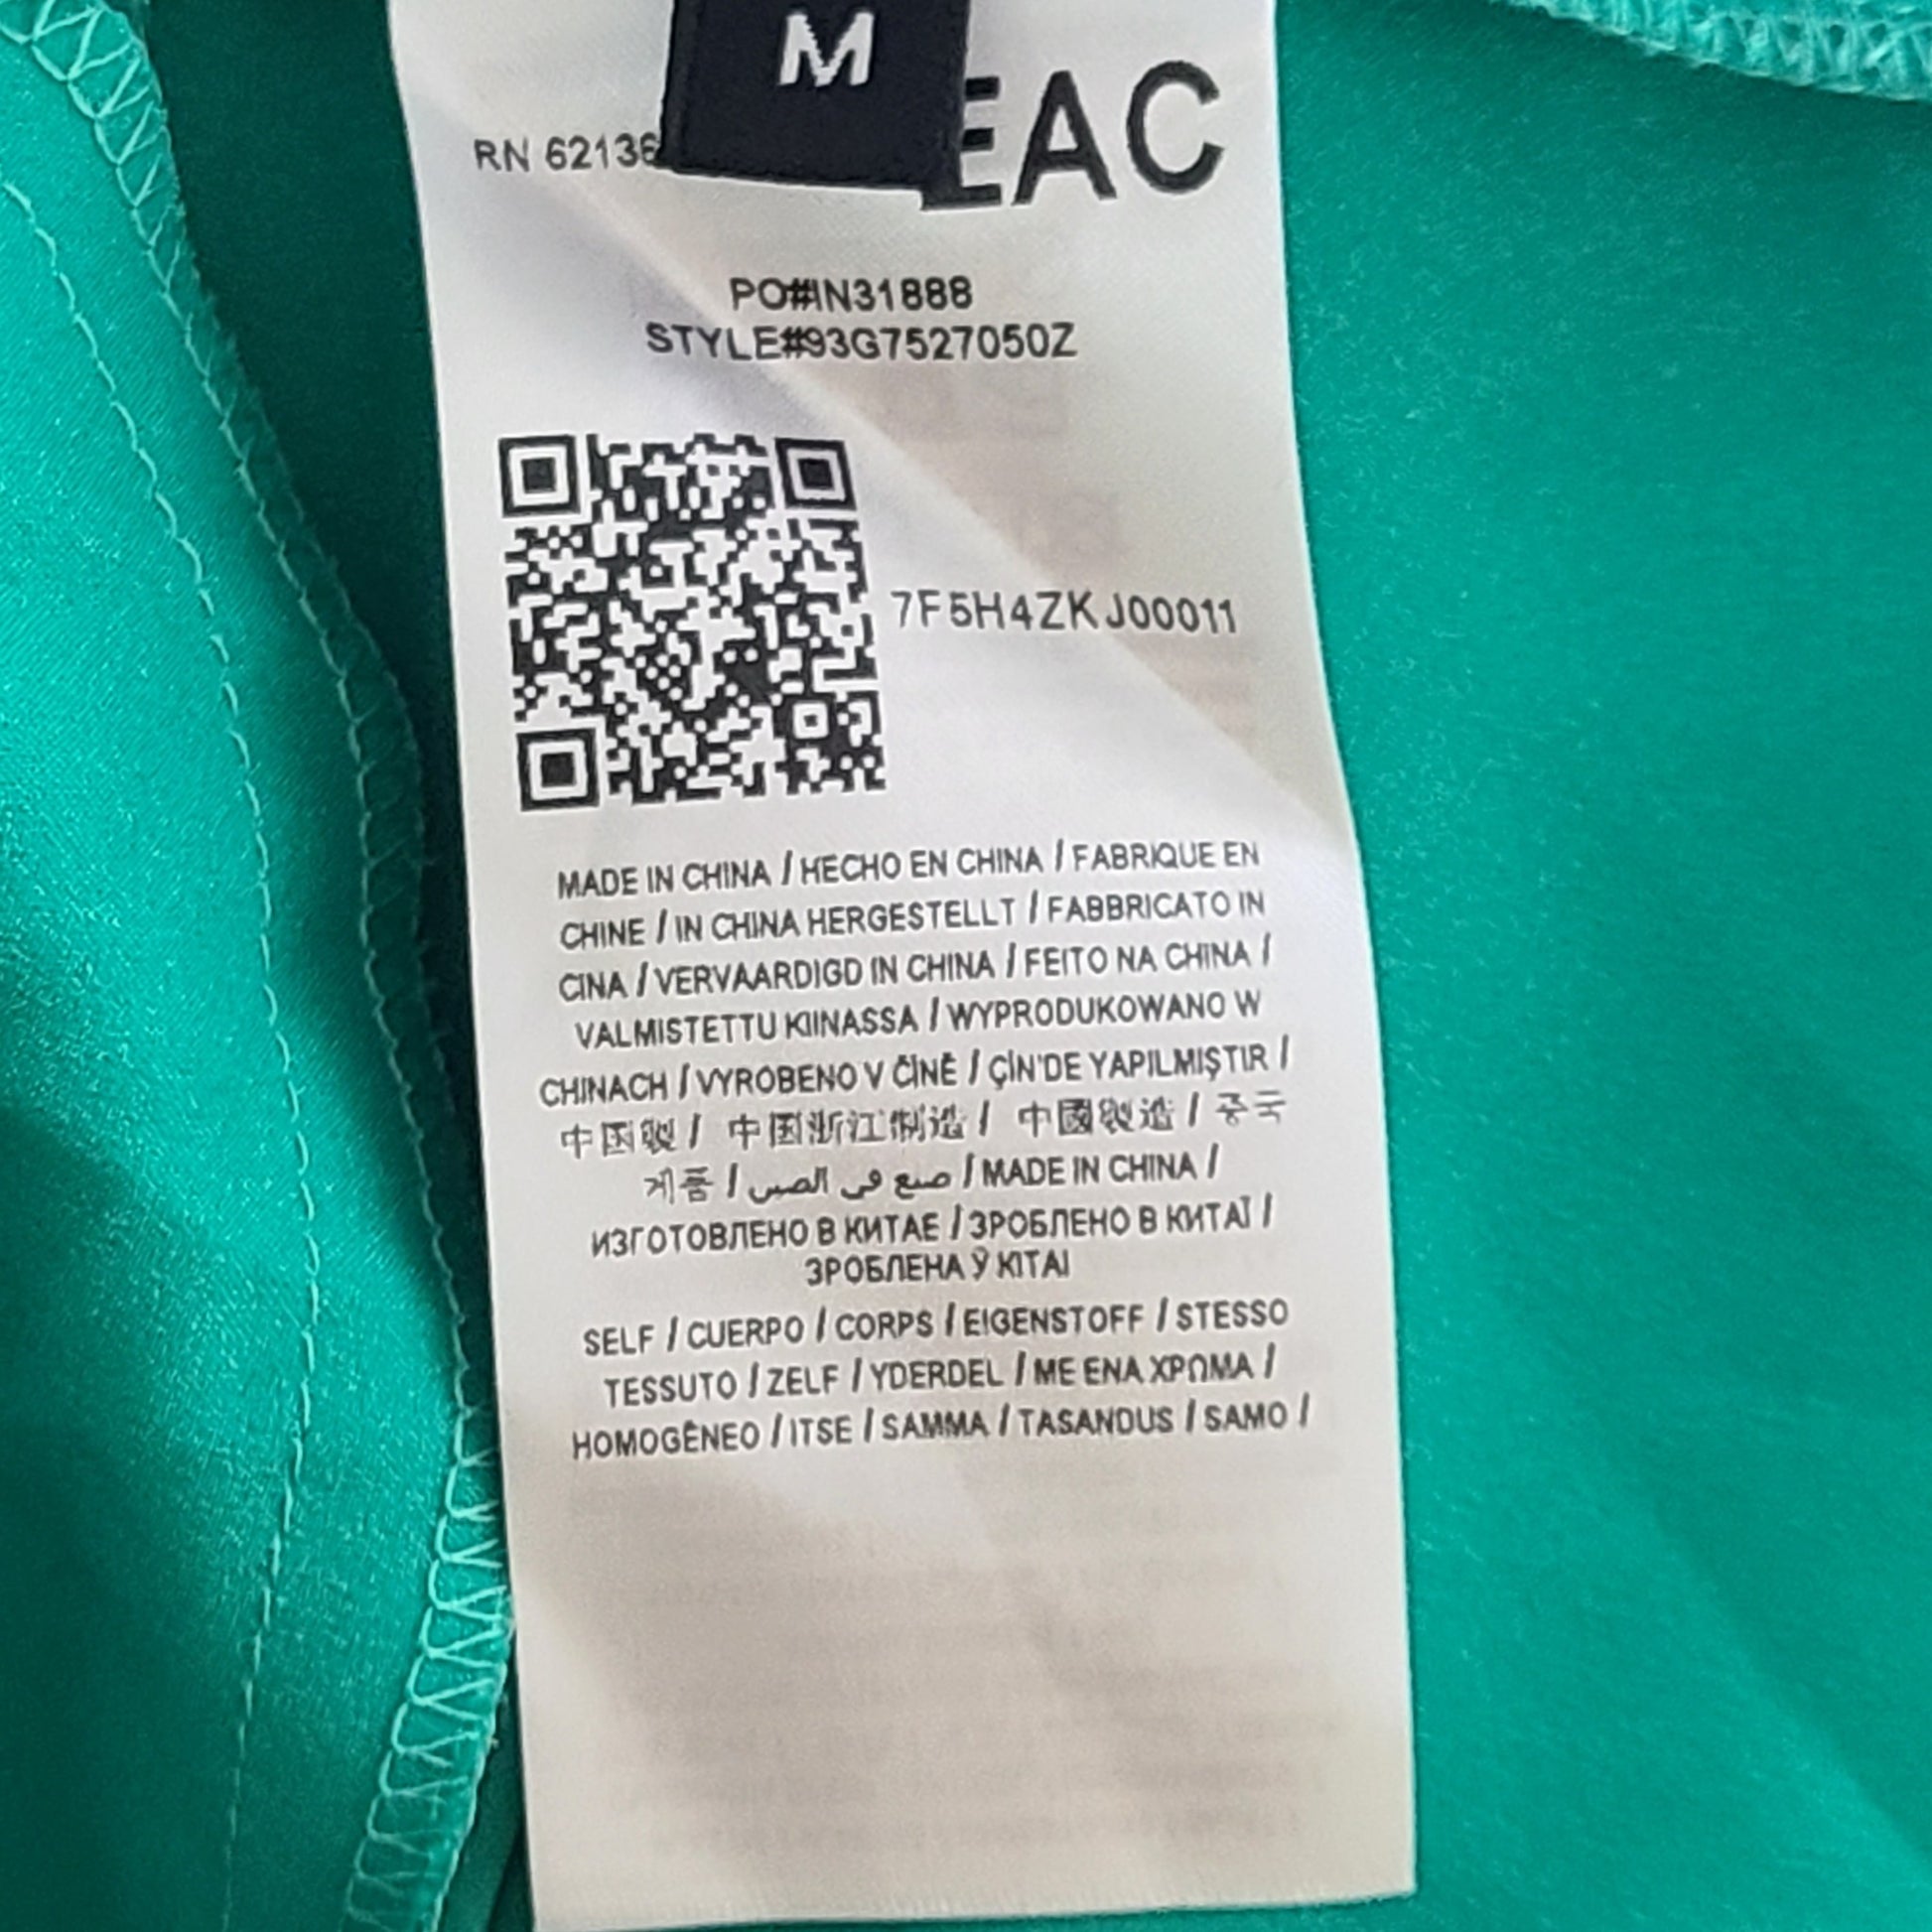 M
EAC
RN 62136
PO#IN31888
STYLE#93G7527050Z
7F5H4ZKJ00011
MADE IN CHINA / HECHO EN CHINA / FABRIQUE EN
CHINE / IN CHINA HERGESTELLT / FABBRICATO IN
CINA / VERVAARDIGD IN CHINA / FEITO NA CHINA /
VALMISTETTU KIINASSA / WYPRODUKOWANO W
CHINACH / VYROBENO V ČÍNĚ / ÇİN'DE YAPILMIŞTIR /
中国製 / 中国浙江制造 / 中國製造 / 중국
제품 / صنع في الصين / MADE IN CHINA /
ИЗГОТОВЛЕНО В КИТАЕ / ЗРОБЛЕНО В КИТАЇ /
ЗРОБЛЕНА Ў KITAI
SELF / CUERPO / CORPS / EIGENSTOFF / STESSO
TESSUTO / ZELF / YDERDEL / ΜΕ ΕΝΑ ΧΡΩΜΑ /
HOMOGÊNEO / ITSE / SAMMA / TASANDUS / SAMO /